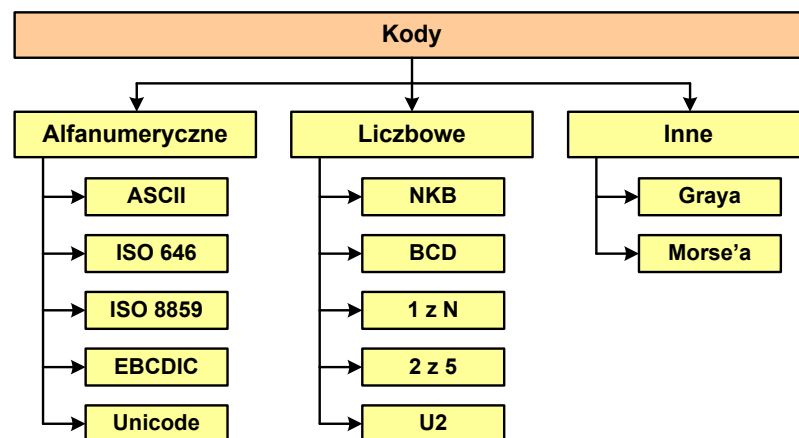 Kody
Alfanumeryczne
ASCII
ISO 646
ISO 8859
EBCDIC
Unicode
Liczbowe
NKB
BCD
1 z N
2 z 5
U2
Inne
Graya
Morse’a